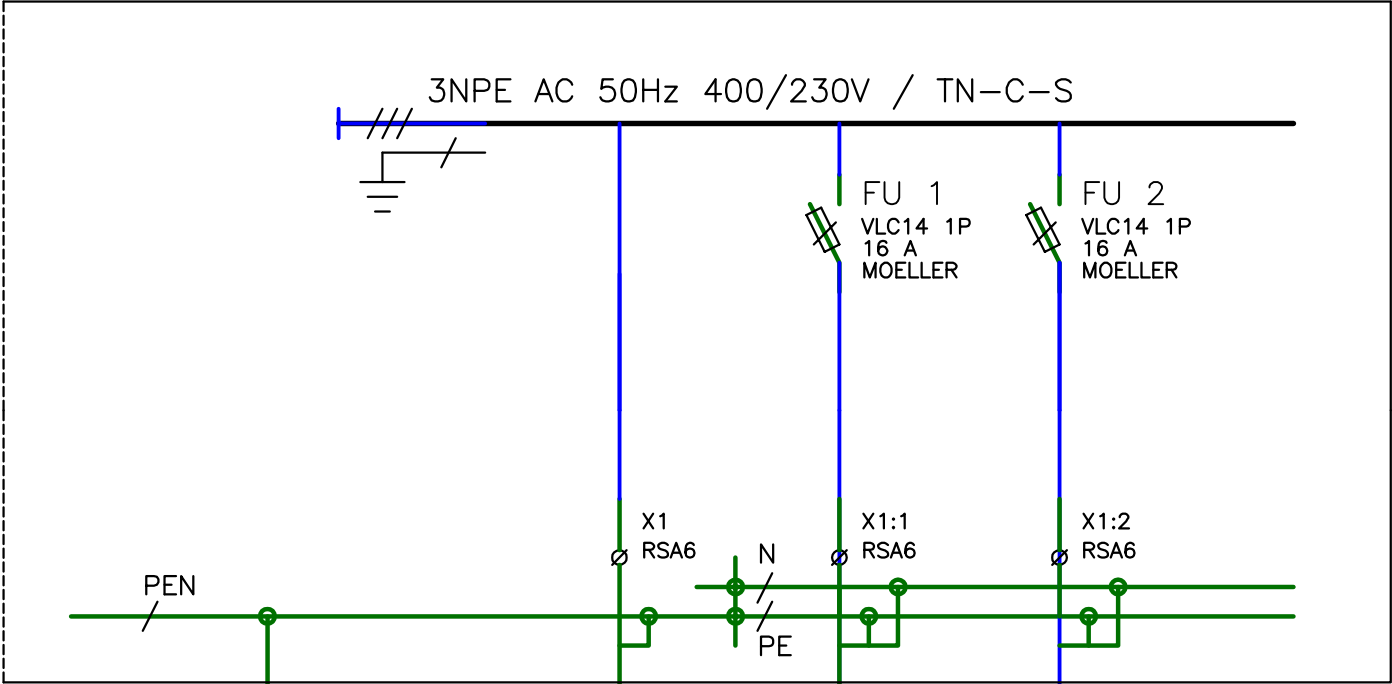 3NPE AC 50Hz 400/230V / TN-C-S
FU 1
VLC14 1P
16 A
MOELLER
FU 2
VLC14 1P
16 A
MOELLER
X1
RSA6
X1:1
RSA6
X1:2
RSA6
N
PEN
PE